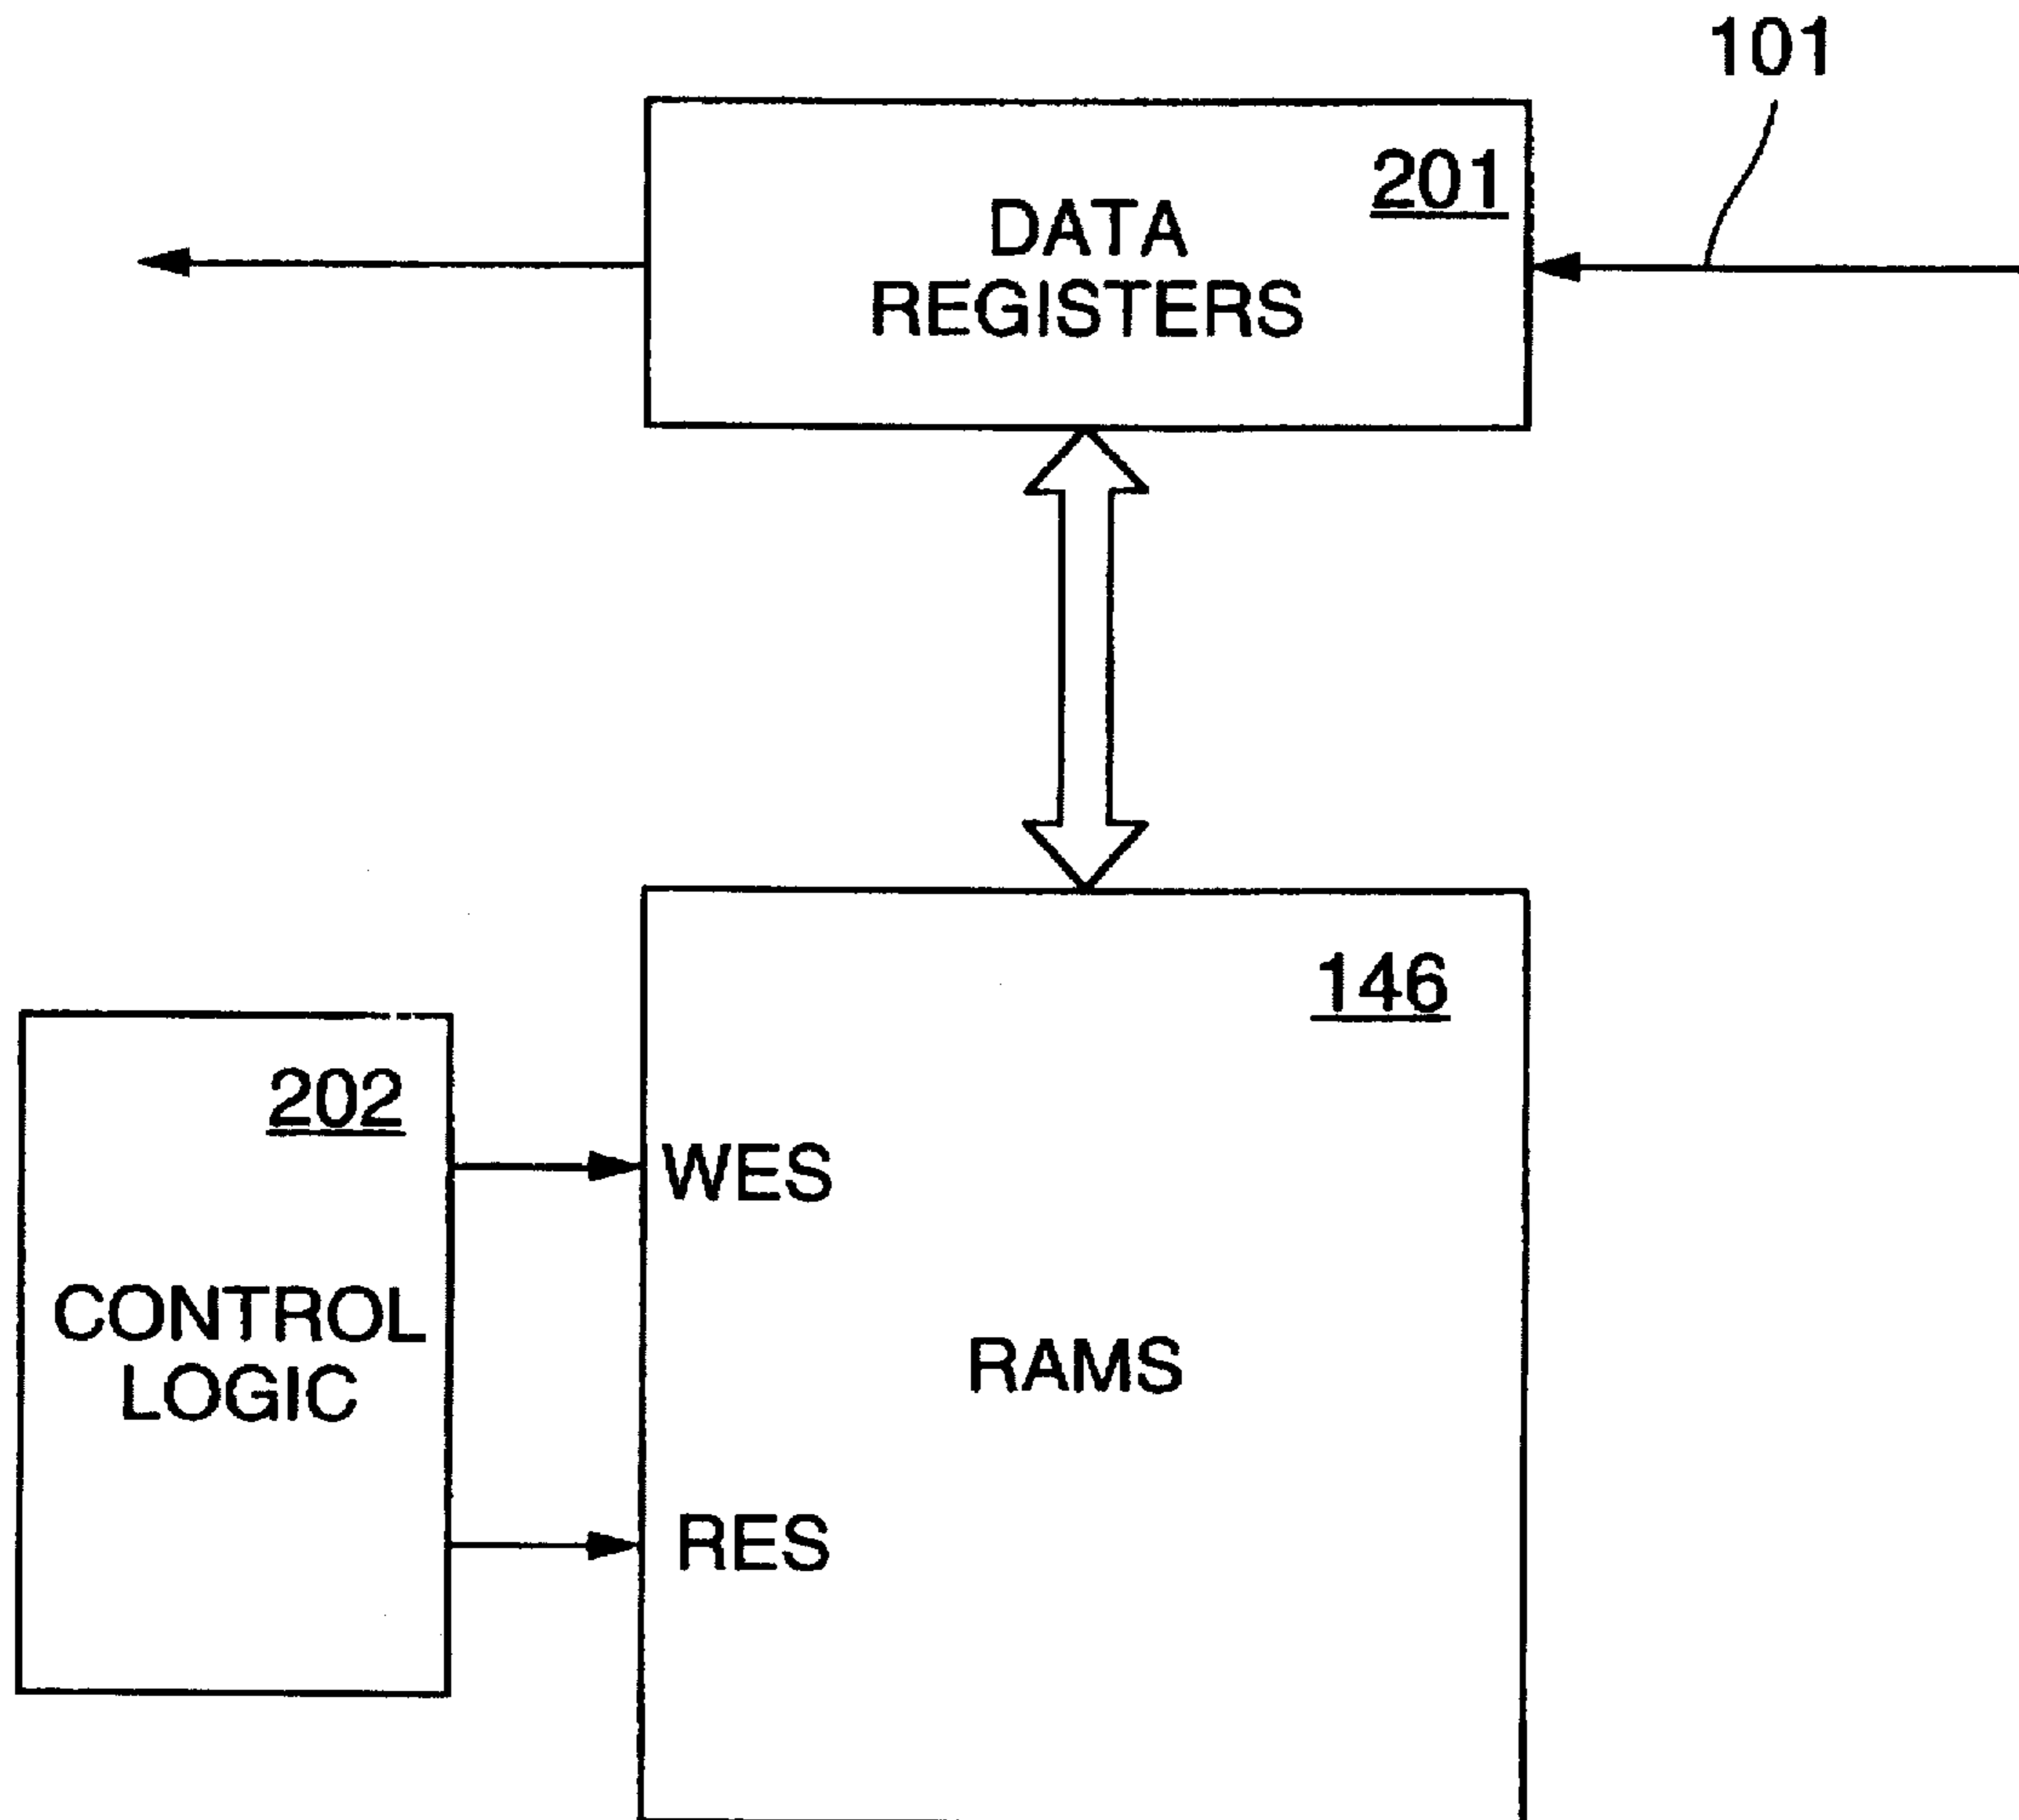 101
201
DATA
REGISTERS
146
202
WES
CONTROL
LOGIC
RAMS
RES